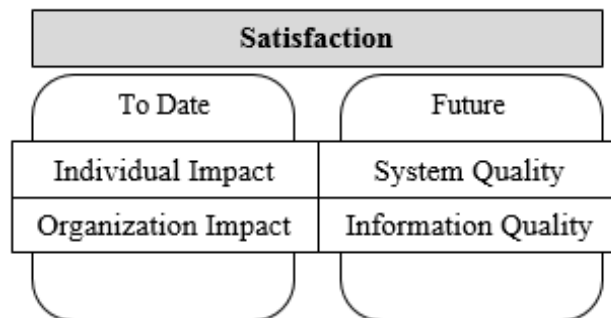 Satisfaction
To Date
Future
Individual Impact
System Quality
Organization Impact
Information Quality